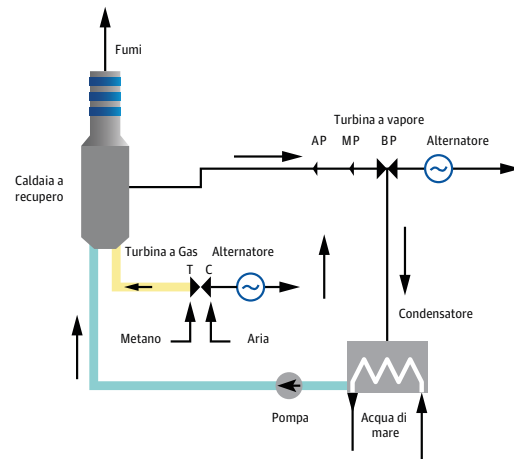 Fumi
Turbina a vapore
AP MP BP Alternatore
Caldaia a
recupero
Turbina a Gas Alternatore
T C
Condensatore
Metano Aria
Pompa
Acqua di
mare